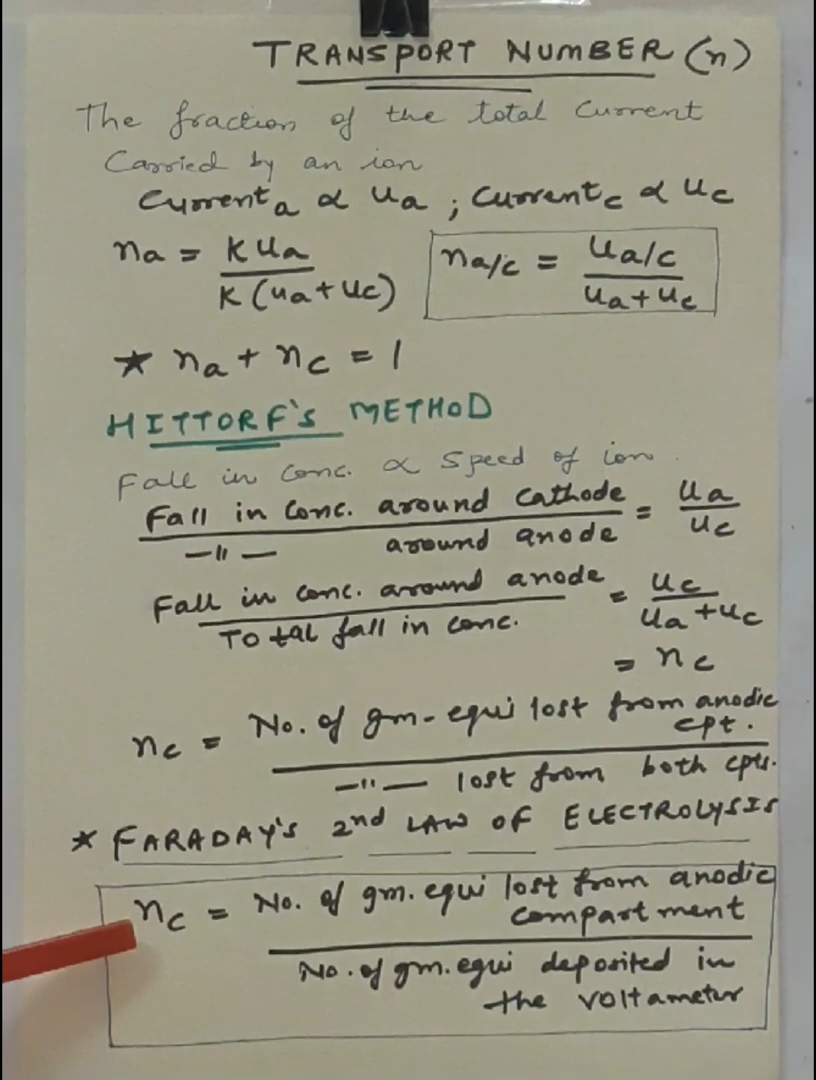 TRANSPORT NUMBER (n)
The fraction of the total Current
Carried by an ion
Current a ∝ ua ; Current c ∝ uc
na = K ua / K (ua + uc)
na/c = ua/c / ua + uc
★ na + nc = 1
HITTORF'S METHOD
Fall in Conc. ∝ Speed of ion.
Fall in Conc. around Cathode / —"— around anode = ua / uc
Fall in conc. around anode / Total fall in conc. = uc / ua + uc
= nc
nc = No. of gm-equi lost from anodic cpt. / —"— lost from both cpts.
★ FARADAY'S 2nd LAW OF ELECTROLYSIS
nc = No. of gm. equi lost from anodic
compartment
No. of gm. equi deposited in
the voltameter